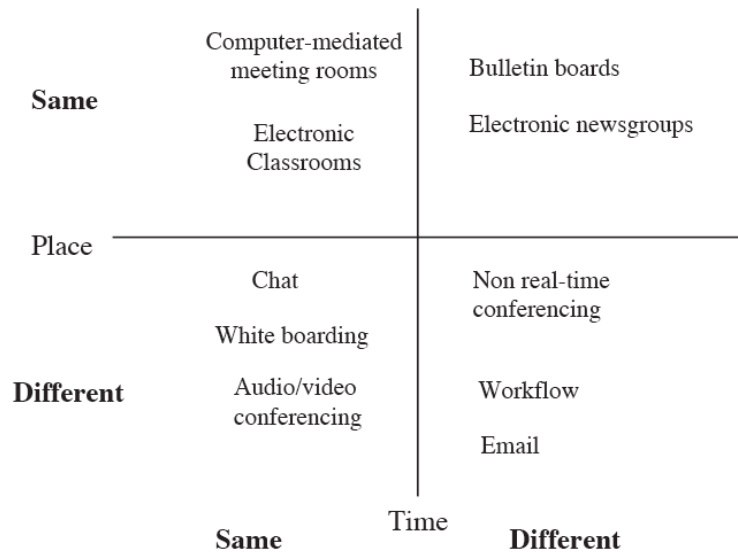 Computer-mediated
meeting rooms
Bulletin boards
Same
Electronic newsgroups
Electronic
Classrooms
Place
Chat
Non real-time
conferencing
White boarding
Different
Audio/video
conferencing
Workflow
Email
Time
Same
Different